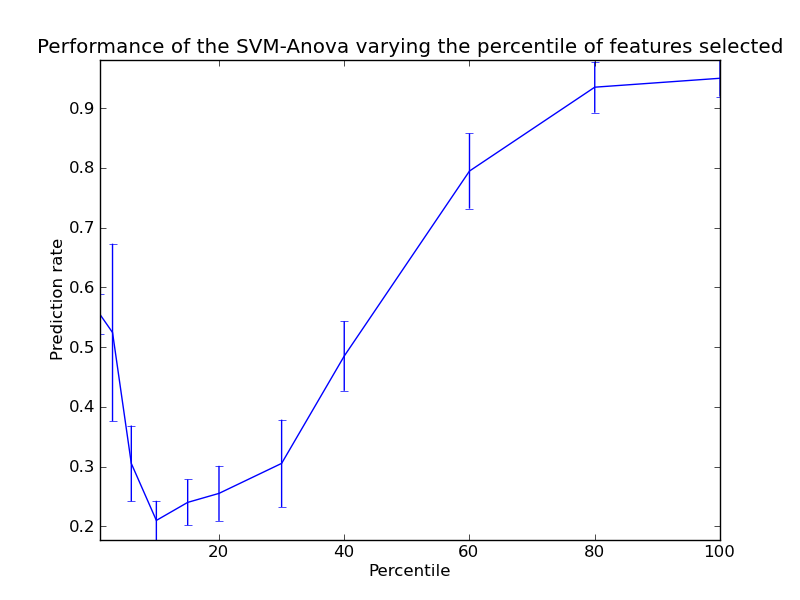 Performance of the SVM-Anova varying the percentile of features selected
0.9
0.8
0.7
0.6
0.5
0.4
0.3
0.2
Prediction rate
20 40 60 80 100
Percentile